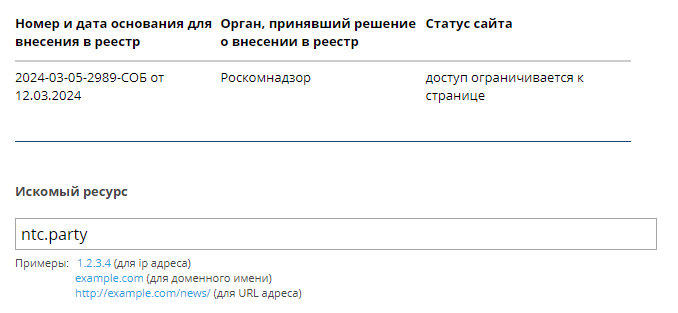 Номер и дата основания для внесения в реестр
Орган, принявший решение о внесении в реестр
Статус сайта
2024-03-05-2989-СОБ от 12.03.2024
Роскомнадзор
доступ ограничивается к странице
Искомый ресурс
ntc.party
Примеры: 1.2.3.4 (для ip адреса)
example.com (для доменного имени)
http://example.com/news/ (для URL адреса)